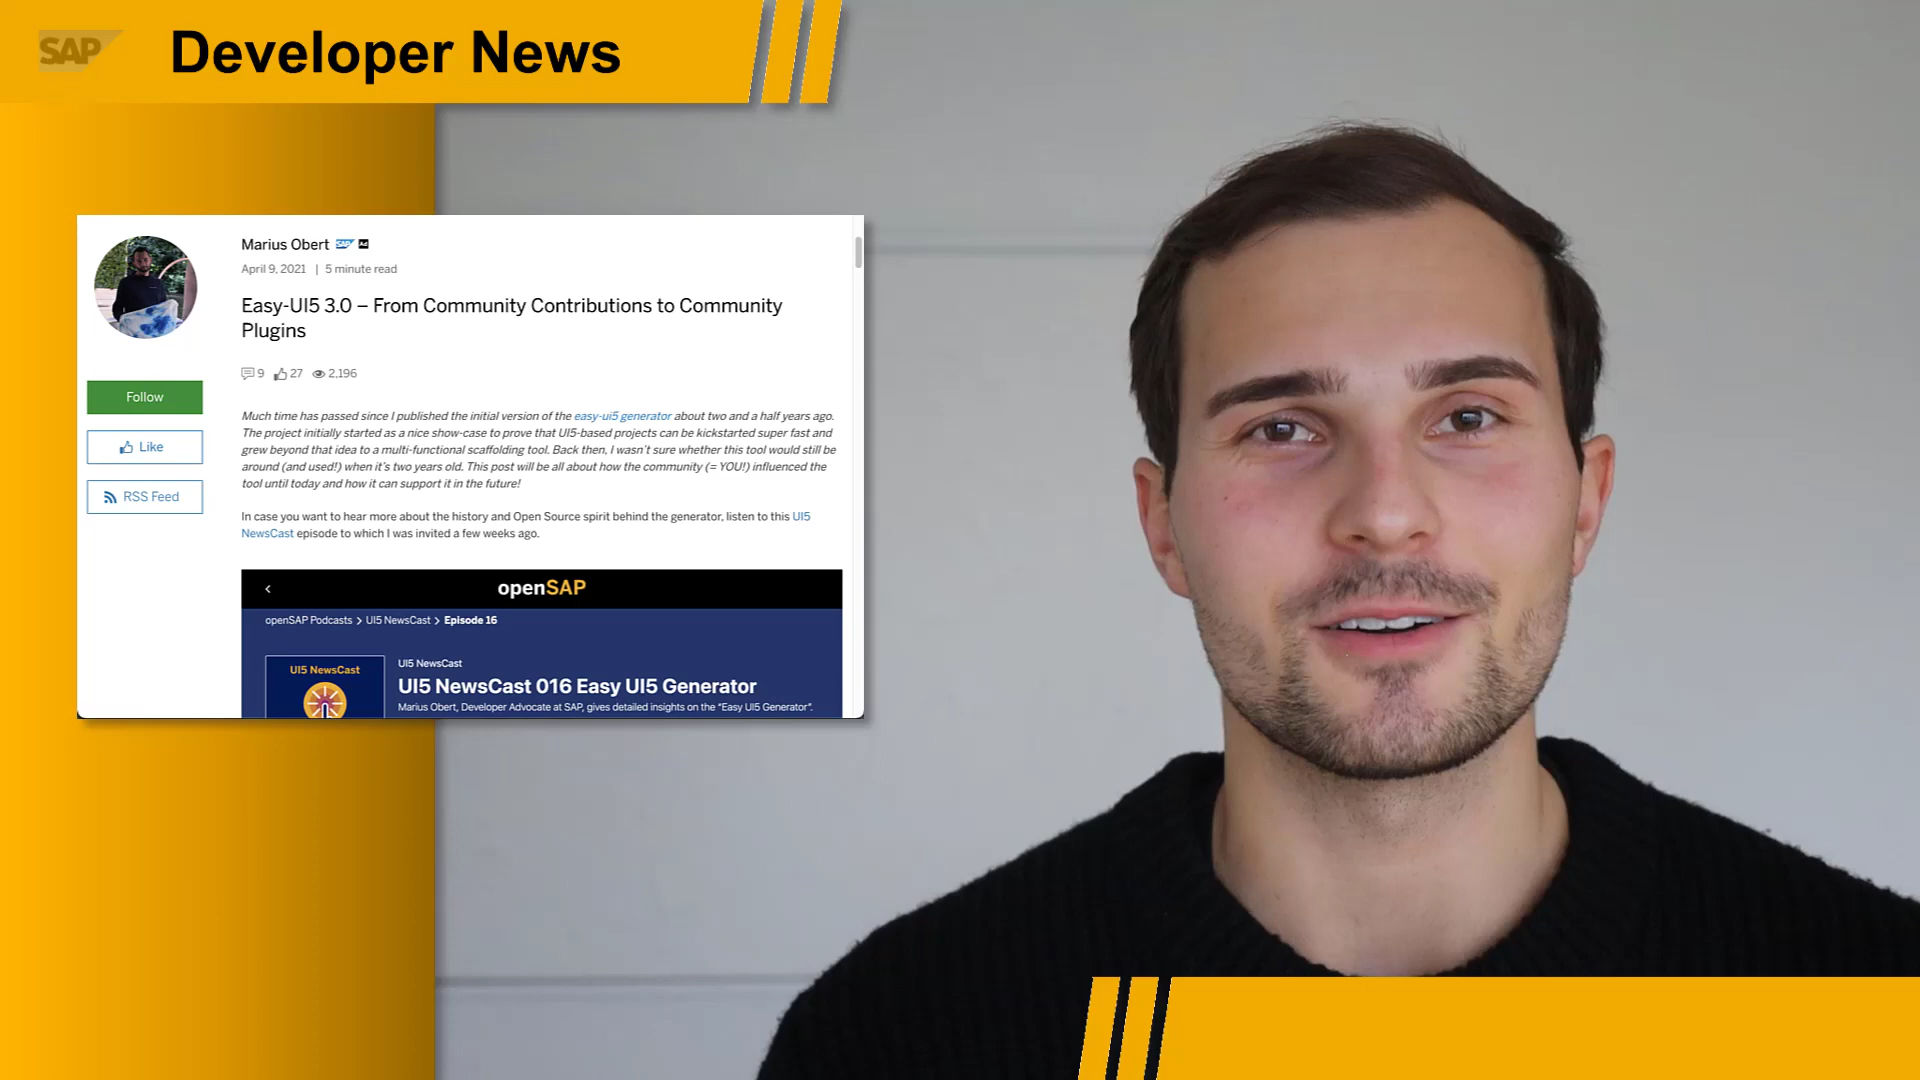 SAP
Developer News
Marius Obert SAP
April 9, 2021 | 5 minute read
Easy-UI5 3.0 – From Community Contributions to Community
Plugins
9 27 2,196
Follow
Like
RSS Feed
Much time has passed since I published the initial version of the easy-ui5 generator about two and a half years ago.
The project initially started as a nice show-case to prove that UI5-based projects can be kickstarted super fast and
grew beyond that idea to a multi-functional scaffolding tool. Back then, I wasn't sure whether this tool would still be
around (and used!) when it's two years old. This post will be all about how the community (= YOU!) influenced the
tool until today and how it can support it in the future!
In case you want to hear more about the history and Open Source spirit behind the generator, listen to this UI5
NewsCast episode to which I was invited a few weeks ago.
openSAP
openSAP Podcasts > UI5 NewsCast > Episode 16
UI5 NewsCast
UI5 NewsCast
UI5 NewsCast 016 Easy UI5 Generator
Marius Obert, Developer Advocate at SAP, gives detailed insights on the “Easy UI5 Generator”.